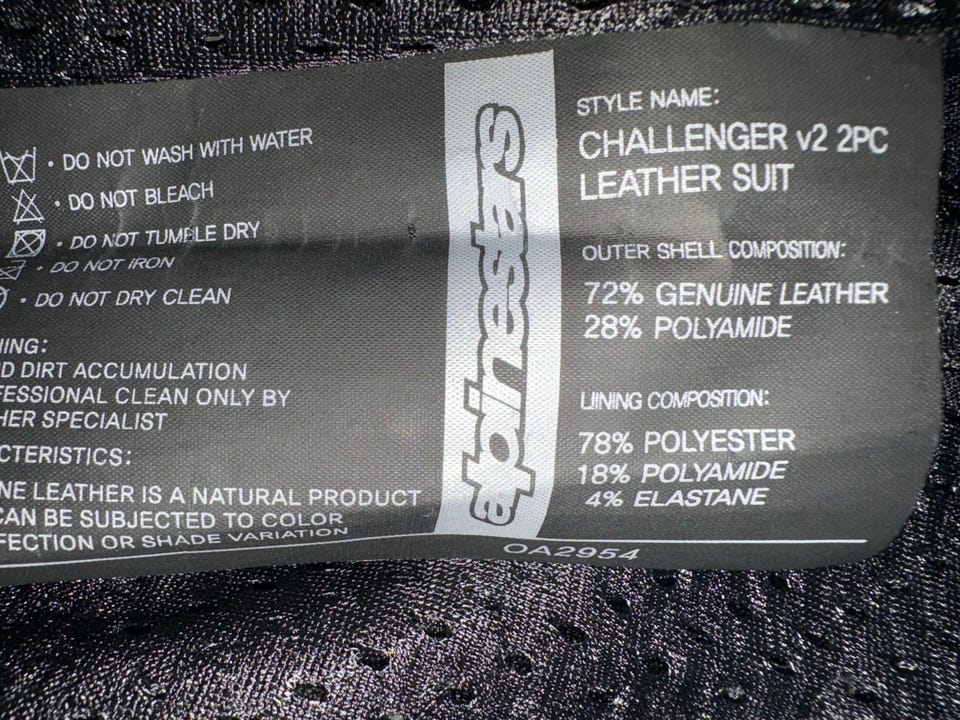 • DO NOT WASH WITH WATER
• DO NOT BLEACH
• DO NOT TUMBLE DRY
• DO NOT IRON
• DO NOT DRY CLEAN
NING:
D DIRT ACCUMULATION
FESSIONAL CLEAN ONLY BY
HER SPECIALIST
CTERISTICS:
NE LEATHER IS A NATURAL PRODUCT
CAN BE SUBJECTED TO COLOR
FECTION OR SHADE VARIATION
alpinestars
STYLE NAME:
CHALLENGER v2 2PC
LEATHER SUIT
OUTER SHELL COMPOSITION:
72% GENUINE LEATHER
28% POLYAMIDE
LINING COMPOSITION:
78% POLYESTER
18% POLYAMIDE
4% ELASTANE
OA2954